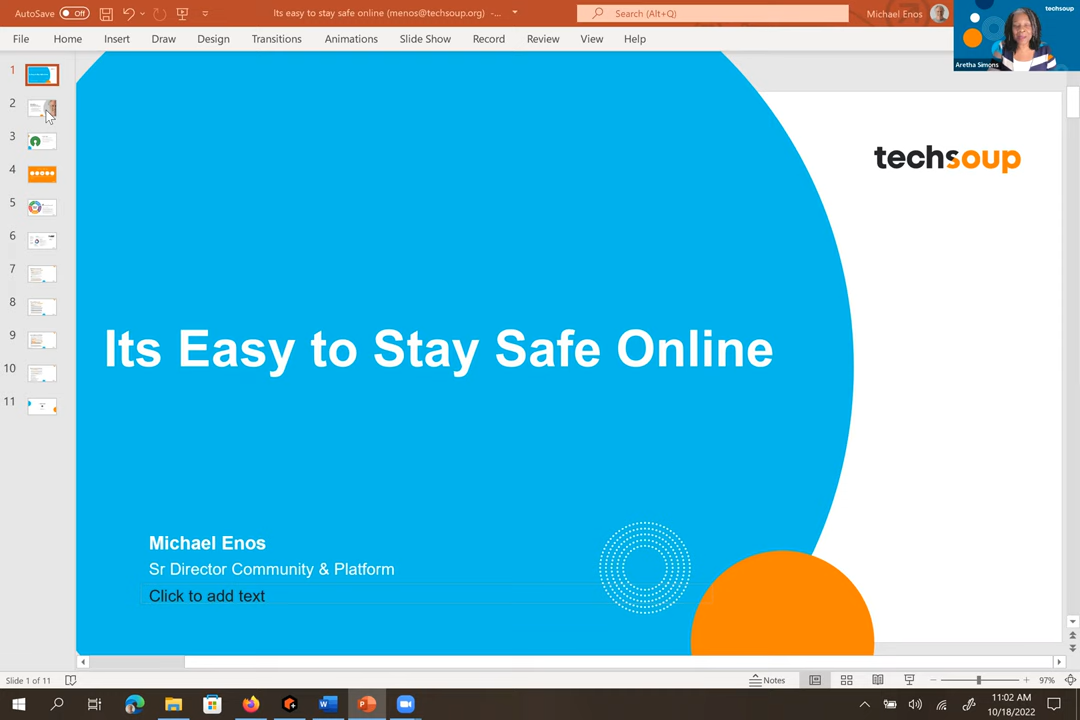 AutoSave Off
Its easy to stay safe online (menos@techsoup.org) -...
Search (Alt+Q)
Michael Enos
File Home Insert Draw Design Transitions Animations Slide Show Record Review View Help
techsoup
Aretha Simons
1
2
3
4
5
6
7
8
9
10
11
techsoup
Its Easy to Stay Safe Online
Michael Enos
Sr Director Community & Platform
Click to add text
Slide 1 of 11
Notes
97%
11:02 AM
10/18/2022